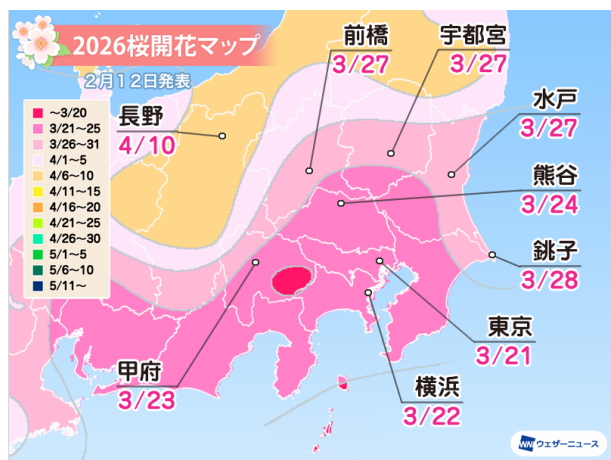 2026桜開花マップ
2月12日発表
～3/20
3/21～25
3/26～31
4/1～5
4/6～10
4/11～15
4/16～20
4/21～25
4/26～30
5/1～5
5/6～10
5/11～
前橋
3/27
宇都宮
3/27
長野
4/10
水戸
3/27
熊谷
3/24
銚子
3/28
東京
3/21
甲府
3/23
横浜
3/22
WN ウェザーニュース